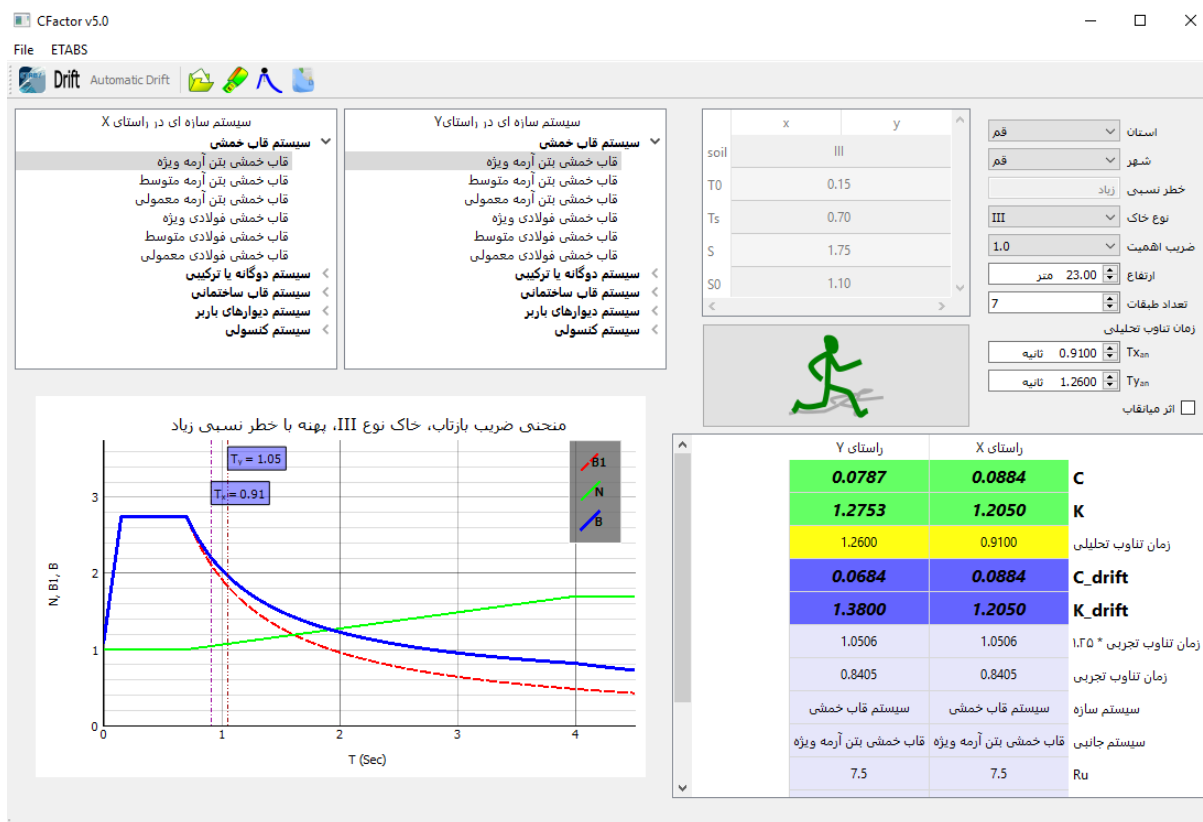 CFactor v5.0
File ETABS
Drift Automatic Drift
سیستم سازه ای در راستای X
سیستم قاب خمشی
قاب خمشی بتن آرمه ویژه
قاب خمشی بتن آرمه متوسط
قاب خمشی بتن آرمه معمولی
قاب خمشی فولادی ویژه
قاب خمشی فولادی متوسط
قاب خمشی فولادی معمولی
سیستم دوگانه یا ترکیبی
سیستم قاب ساختمانی
سیستم دیوارهای باربر
سیستم کنسولی
سیستم سازه ای در راستایY
سیستم قاب خمشی
قاب خمشی بتن آرمه ویژه
قاب خمشی بتن آرمه متوسط
قاب خمشی بتن آرمه معمولی
قاب خمشی فولادی ویژه
قاب خمشی فولادی متوسط
قاب خمشی فولادی معمولی
سیستم دوگانه یا ترکیبی
سیستم قاب ساختمانی
سیستم دیوارهای باربر
سیستم کنسولی
x y
soil III
T0 0.15
Ts 0.70
S 1.75
S0 1.10
استان قم
شهر قم
خطر نسبی زیاد
نوع خاک III
ضریب اهمیت 1.0
ارتفاع 23.00 متر
تعداد طبقات 7
زمان تناوب تحلیلی
Txan 0.9100 ثانیه
Tyan 1.2600 ثانیه
اثر میانقاب
منحنی ضریب بازتاب، خاک نوع III، پهنه با خطر نسبی زیاد
Ty = 1.05
Tx = 0.91
B1
N
B
N, B1, B
3
2
1
0
0 1 2 3 4
T (Sec)
راستای X راستای Y
C 0.0884 0.0787
K 1.2050 1.2753
زمان تناوب تحلیلی 0.9100 1.2600
C_drift 0.0884 0.0684
K_drift 1.2050 1.3800
زمان تناوب تجربی * ۱.۲۵ 1.0506 1.0506
زمان تناوب تجربی 0.8405 0.8405
سیستم سازه سیستم قاب خمشی سیستم قاب خمشی
سیستم جانبی قاب خمشی بتن آرمه ویژه قاب خمشی بتن آرمه ویژه
Ru 7.5 7.5